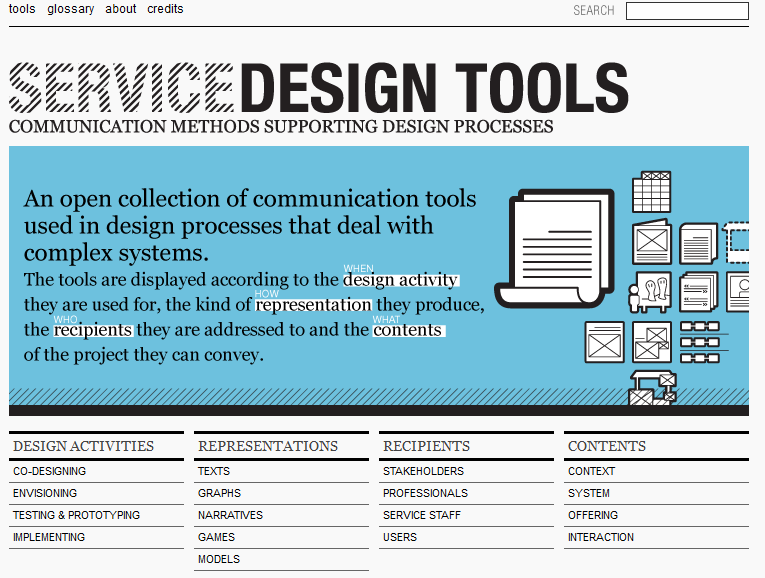 tools glossary about credits SEARCH
SERVICE DESIGN TOOLS
COMMUNICATION METHODS SUPPORTING DESIGN PROCESSES
An open collection of communication tools
used in design processes that deal with
complex systems.
WHEN
The tools are displayed according to the design activity
HOW
they are used for, the kind of representation they produce,
WHO WHAT
the recipients they are addressed to and the contents
of the project they can convey.
DESIGN ACTIVITIES
CO-DESIGNING
ENVISIONING
TESTING & PROTOTYPING
IMPLEMENTING
REPRESENTATIONS
TEXTS
GRAPHS
NARRATIVES
GAMES
MODELS
RECIPIENTS
STAKEHOLDERS
PROFESSIONALS
SERVICE STAFF
USERS
CONTENTS
CONTEXT
SYSTEM
OFFERING
INTERACTION